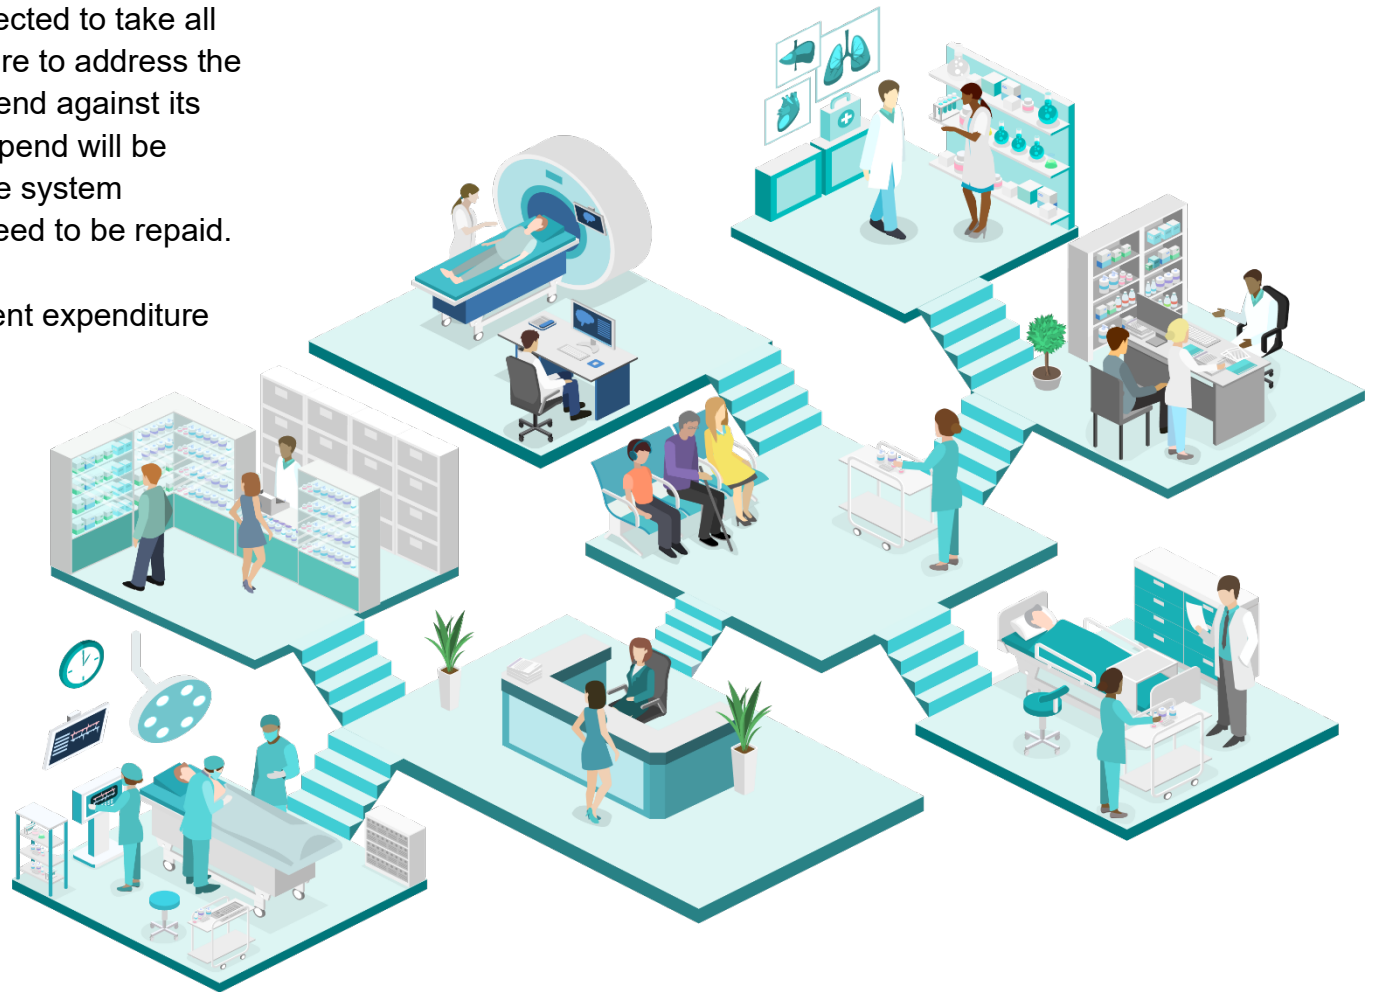 ected to take all
re to address the
end against its
pend will be
e system
eed to be repaid.
ent expenditure